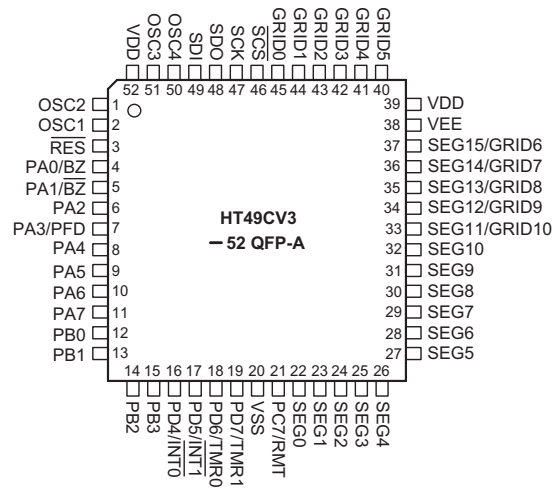 VDD
OSC3
OSC4
SDI
SDO
SCK
S̅C̅S̅
GRID0
GRID1
GRID2
GRID3
GRID4
GRID5
52 51 50 49 48 47 46 45 44 43 42 41 40
OSC2 1
OSC1 2
R̅E̅S̅ 3
PA0/BZ 4
PA1/B̅Z̅ 5
PA2 6
PA3/PFD 7
PA4 8
PA5 9
PA6 10
PA7 11
PB0 12
PB1 13
HT49CV3
– 52 QFP-A
39 VDD
38 VEE
37 SEG15/GRID6
36 SEG14/GRID7
35 SEG13/GRID8
34 SEG12/GRID9
33 SEG11/GRID10
32 SEG10
31 SEG9
30 SEG8
29 SEG7
28 SEG6
27 SEG5
14 15 16 17 18 19 20 21 22 23 24 25 26
PB2
PB3
PD4/I̅N̅T̅0̅
PD5/I̅N̅T̅1̅
PD6/TMR0
PD7/TMR1
VSS
PC7/RMT
SEG0
SEG1
SEG2
SEG3
SEG4